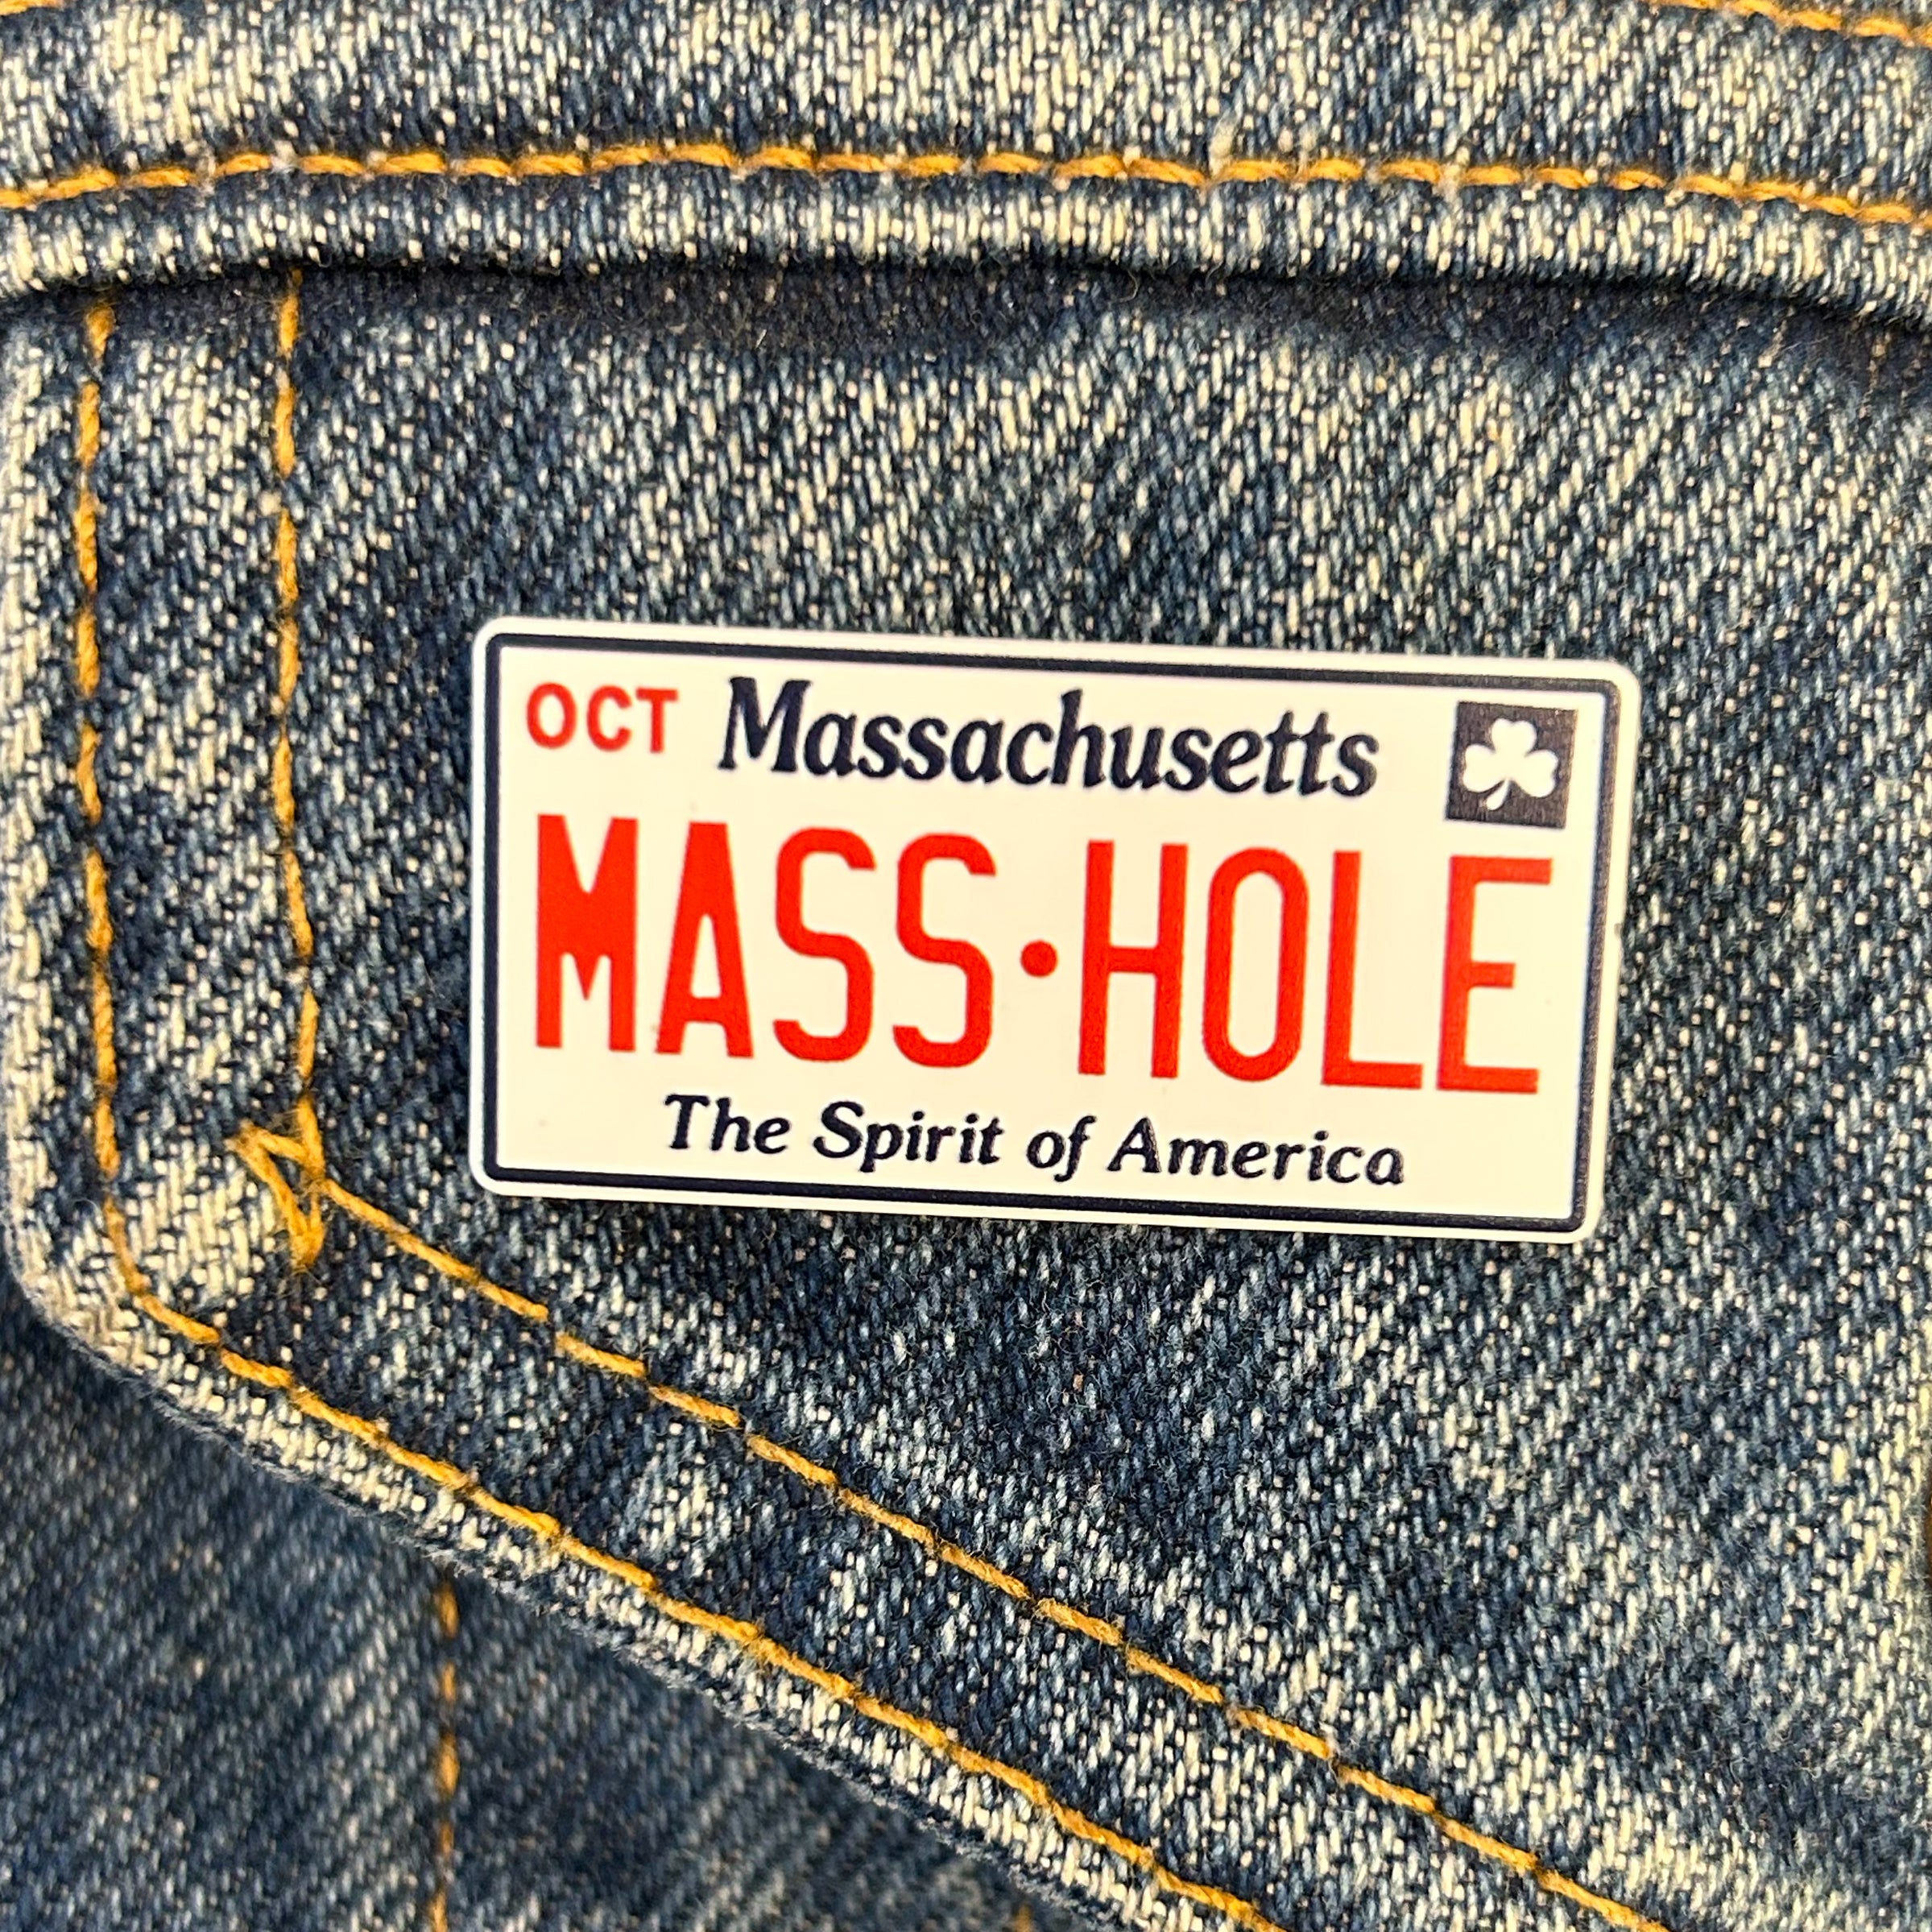 OCT Massachusetts
MASS·HOLE
The Spirit of America